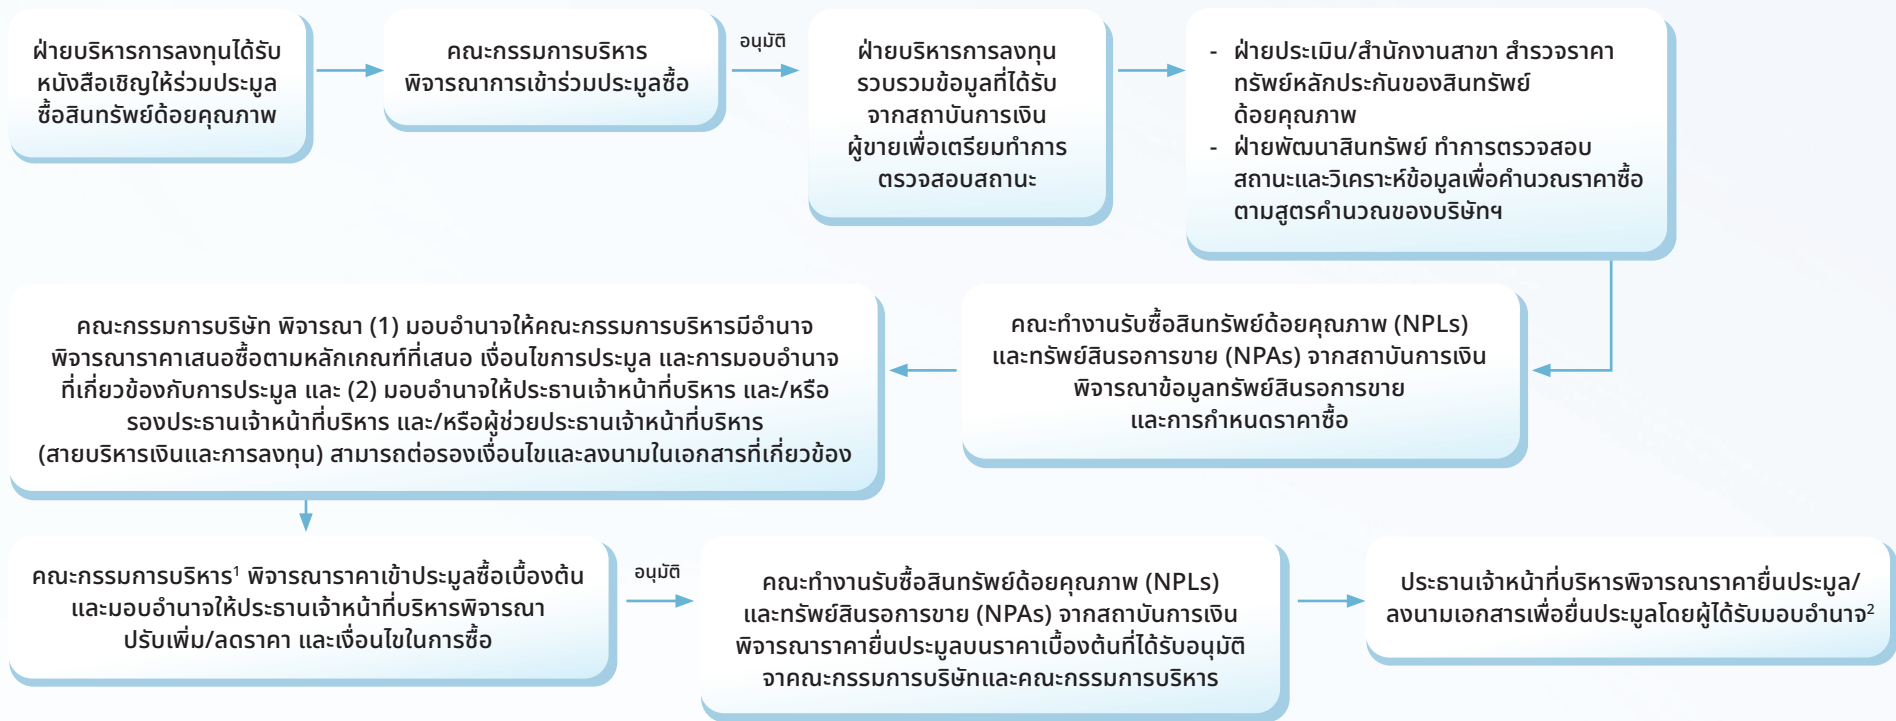 ฝ่ายบริหารการลงทุนได้รับ
หนังสือเชิญให้ร่วมประมูล
ซื้อสินทรัพย์ด้อยคุณภาพ
คณะกรรมการบริหาร
พิจารณาการเข้าร่วมประมูลซื้อ
อนุมัติ
ฝ่ายบริหารการลงทุน
รวบรวมข้อมูลที่ได้รับ
จากสถาบันการเงิน
ผู้ขายเพื่อเตรียมทำการ
ตรวจสอบสถานะ
- ฝ่ายประเมิน/สำนักงานสาขา สำรวจราคา
ทรัพย์หลักประกันของสินทรัพย์
ด้อยคุณภาพ
- ฝ่ายพัฒนาสินทรัพย์ ทำการตรวจสอบ
สถานะและวิเคราะห์ข้อมูลเพื่อคำนวณราคาซื้อ
ตามสูตรคำนวณของบริษัทฯ
คณะทำงานรับซื้อสินทรัพย์ด้อยคุณภาพ (NPLs)
และทรัพย์สินรอการขาย (NPAs) จากสถาบันการเงิน
พิจารณาข้อมูลทรัพย์สินรอการขาย
และการกำหนดราคาซื้อ
คณะกรรมการบริษัท พิจารณา (1) มอบอำนาจให้คณะกรรมการบริหารมีอำนาจ
พิจารณาราคาเสนอซื้อตามหลักเกณฑ์ที่เสนอ เงื่อนไขการประมูล และการมอบอำนาจ
ที่เกี่ยวข้องกับการประมูล และ (2) มอบอำนาจให้ประธานเจ้าหน้าที่บริหาร และ/หรือ
รองประธานเจ้าหน้าที่บริหาร และ/หรือผู้ช่วยประธานเจ้าหน้าที่บริหาร
(สายบริหารเงินและการลงทุน) สามารถต่อรองเงื่อนไขและลงนามในเอกสารที่เกี่ยวข้อง
คณะกรรมการบริหาร¹ พิจารณาราคาเข้าประมูลซื้อเบื้องต้น
และมอบอำนาจให้ประธานเจ้าหน้าที่บริหารพิจารณา
ปรับเพิ่ม/ลดราคา และเงื่อนไขในการซื้อ
อนุมัติ
คณะทำงานรับซื้อสินทรัพย์ด้อยคุณภาพ (NPLs)
และทรัพย์สินรอการขาย (NPAs) จากสถาบันการเงิน
พิจารณาราคายื่นประมูลบนราคาเบื้องต้นที่ได้รับอนุมัติ
จาคณะกรรมการบริษัทและคณะกรรมการบริหาร
ประธานเจ้าหน้าที่บริหารพิจารณาราคายื่นประมูล/
ลงนามเอกสารเพื่อยื่นประมูลโดยผู้ได้รับมอบอำนาจ²